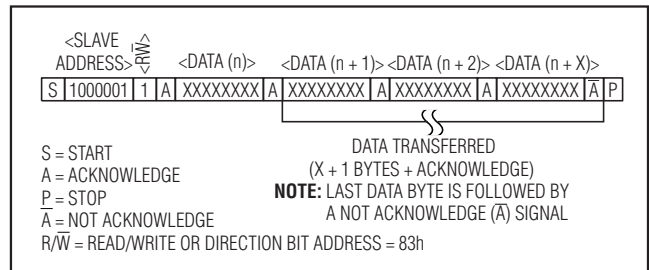 <SLAVE ADDRESS> <R/W̅> <DATA (n)> <DATA (n + 1)> <DATA (n + 2)> <DATA (n + X)>
S 1000001 1 A XXXXXXXX A XXXXXXXX A XXXXXXXX A XXXXXXXX A̅ P
S = START
A = ACKNOWLEDGE
P = STOP
A̅ = NOT ACKNOWLEDGE
R/W̅ = READ/WRITE OR DIRECTION BIT ADDRESS = 83h
DATA TRANSFERRED
(X + 1 BYTES + ACKNOWLEDGE)
NOTE: LAST DATA BYTE IS FOLLOWED BY
A NOT ACKNOWLEDGE (A̅) SIGNAL